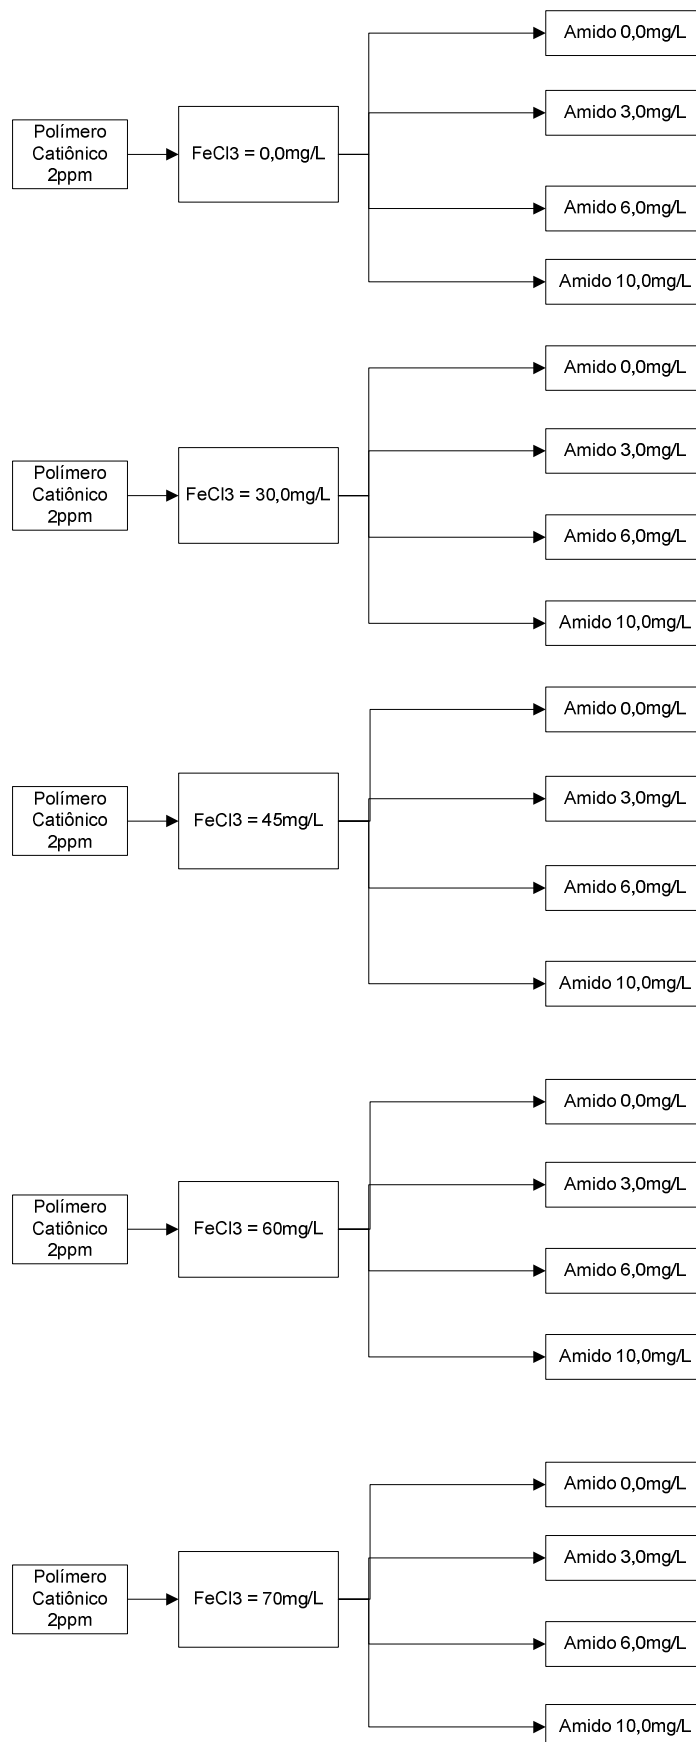 Amido 0,0mg/L
Amido 3,0mg/L
Polímero
Catiônico
2ppm
FeCl3 = 0,0mg/L
Amido 6,0mg/L
Amido 10,0mg/L
Amido 0,0mg/L
Amido 3,0mg/L
Polímero
Catiônico
2ppm
FeCl3 = 30,0mg/L
Amido 6,0mg/L
Amido 10,0mg/L
Amido 0,0mg/L
Amido 3,0mg/L
Polímero
Catiônico
2ppm
FeCl3 = 45mg/L
Amido 6,0mg/L
Amido 10,0mg/L
Amido 0,0mg/L
Amido 3,0mg/L
Polímero
Catiônico
2ppm
FeCl3 = 60mg/L
Amido 6,0mg/L
Amido 10,0mg/L
Amido 0,0mg/L
Amido 3,0mg/L
Polímero
Catiônico
2ppm
FeCl3 = 70mg/L
Amido 6,0mg/L
Amido 10,0mg/L